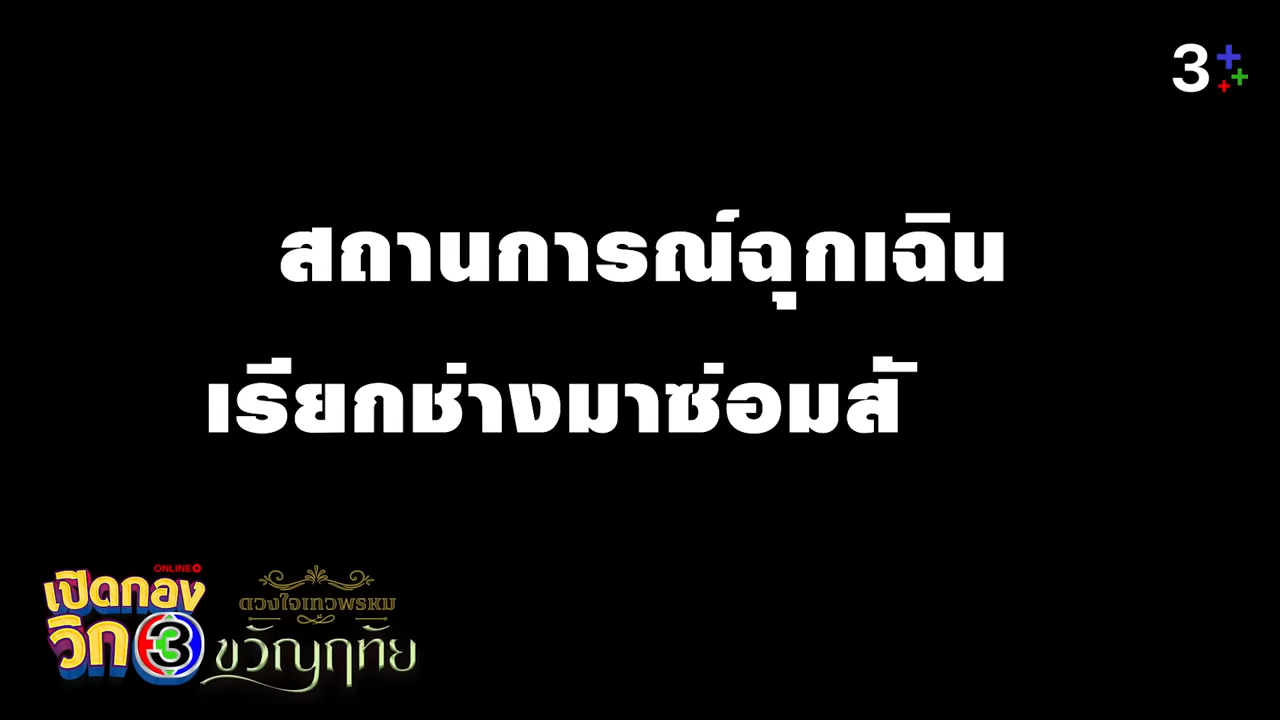 3+
สถานการณ์ฉุกเฉิน
เรียกช่างมาซ่อมสั
ONLINE
เปิดกอง
วิก 3
ดวงใจเทวพรหม
ขวัญฤทัย